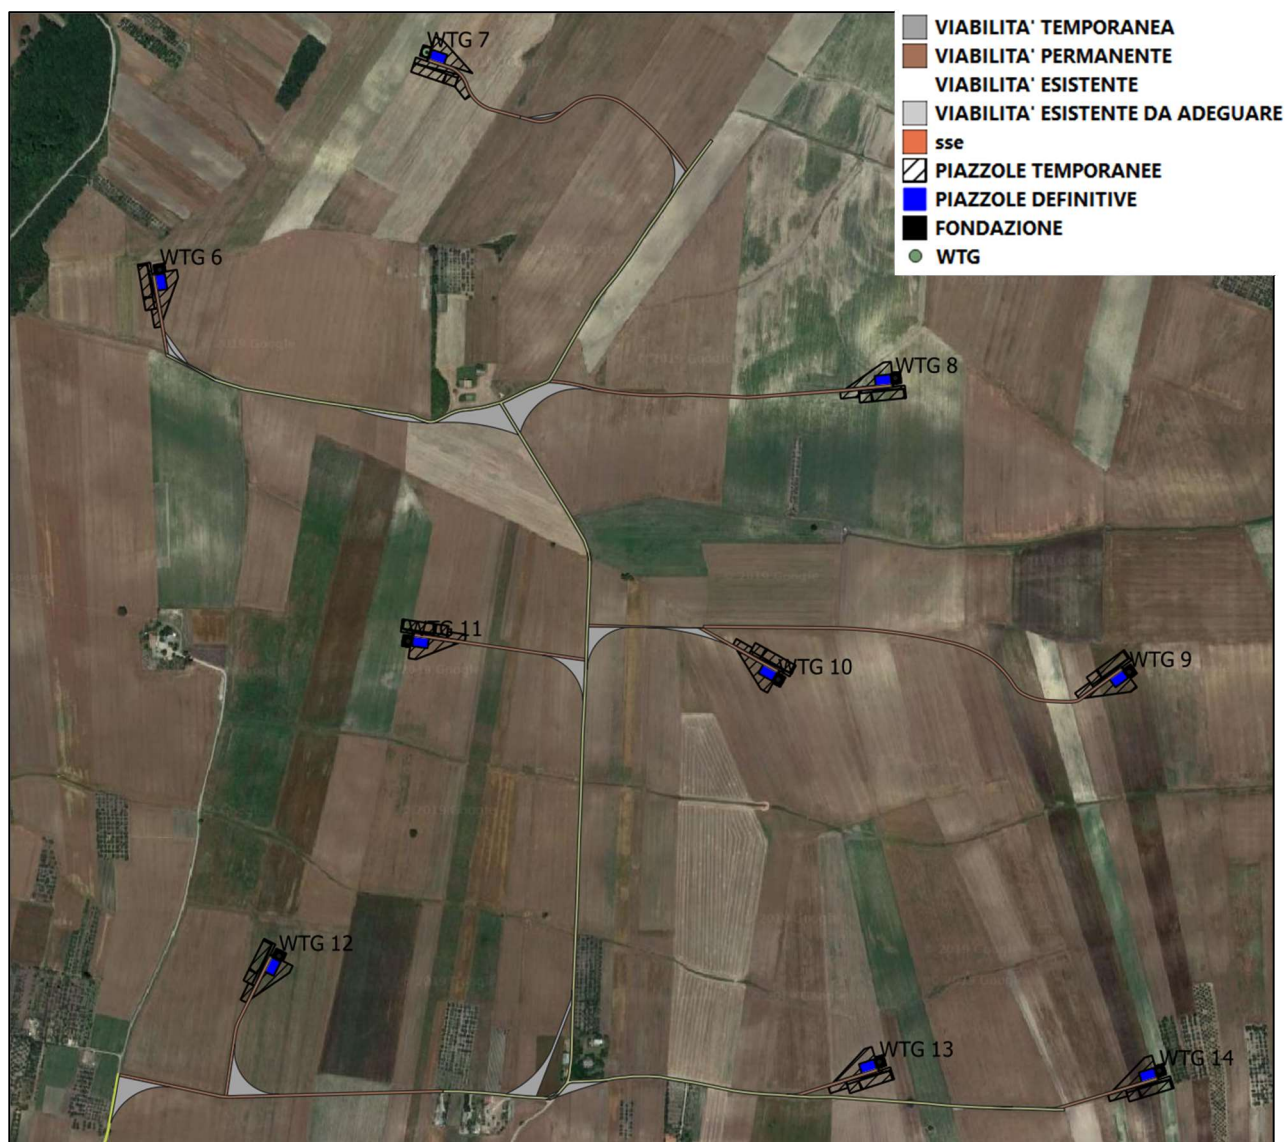 VIABILITA' TEMPORANEA
VIABILITA' PERMANENTE
VIABILITA' ESISTENTE
VIABILITA' ESISTENTE DA ADEGUARE
sse
PIAZZOLE TEMPORANEE
PIAZZOLE DEFINITIVE
FONDAZIONE
WTG
WTG 7
WTG 6
WTG 8
WTG 11
WTG 10
WTG 9
WTG 12
WTG 13
WTG 14